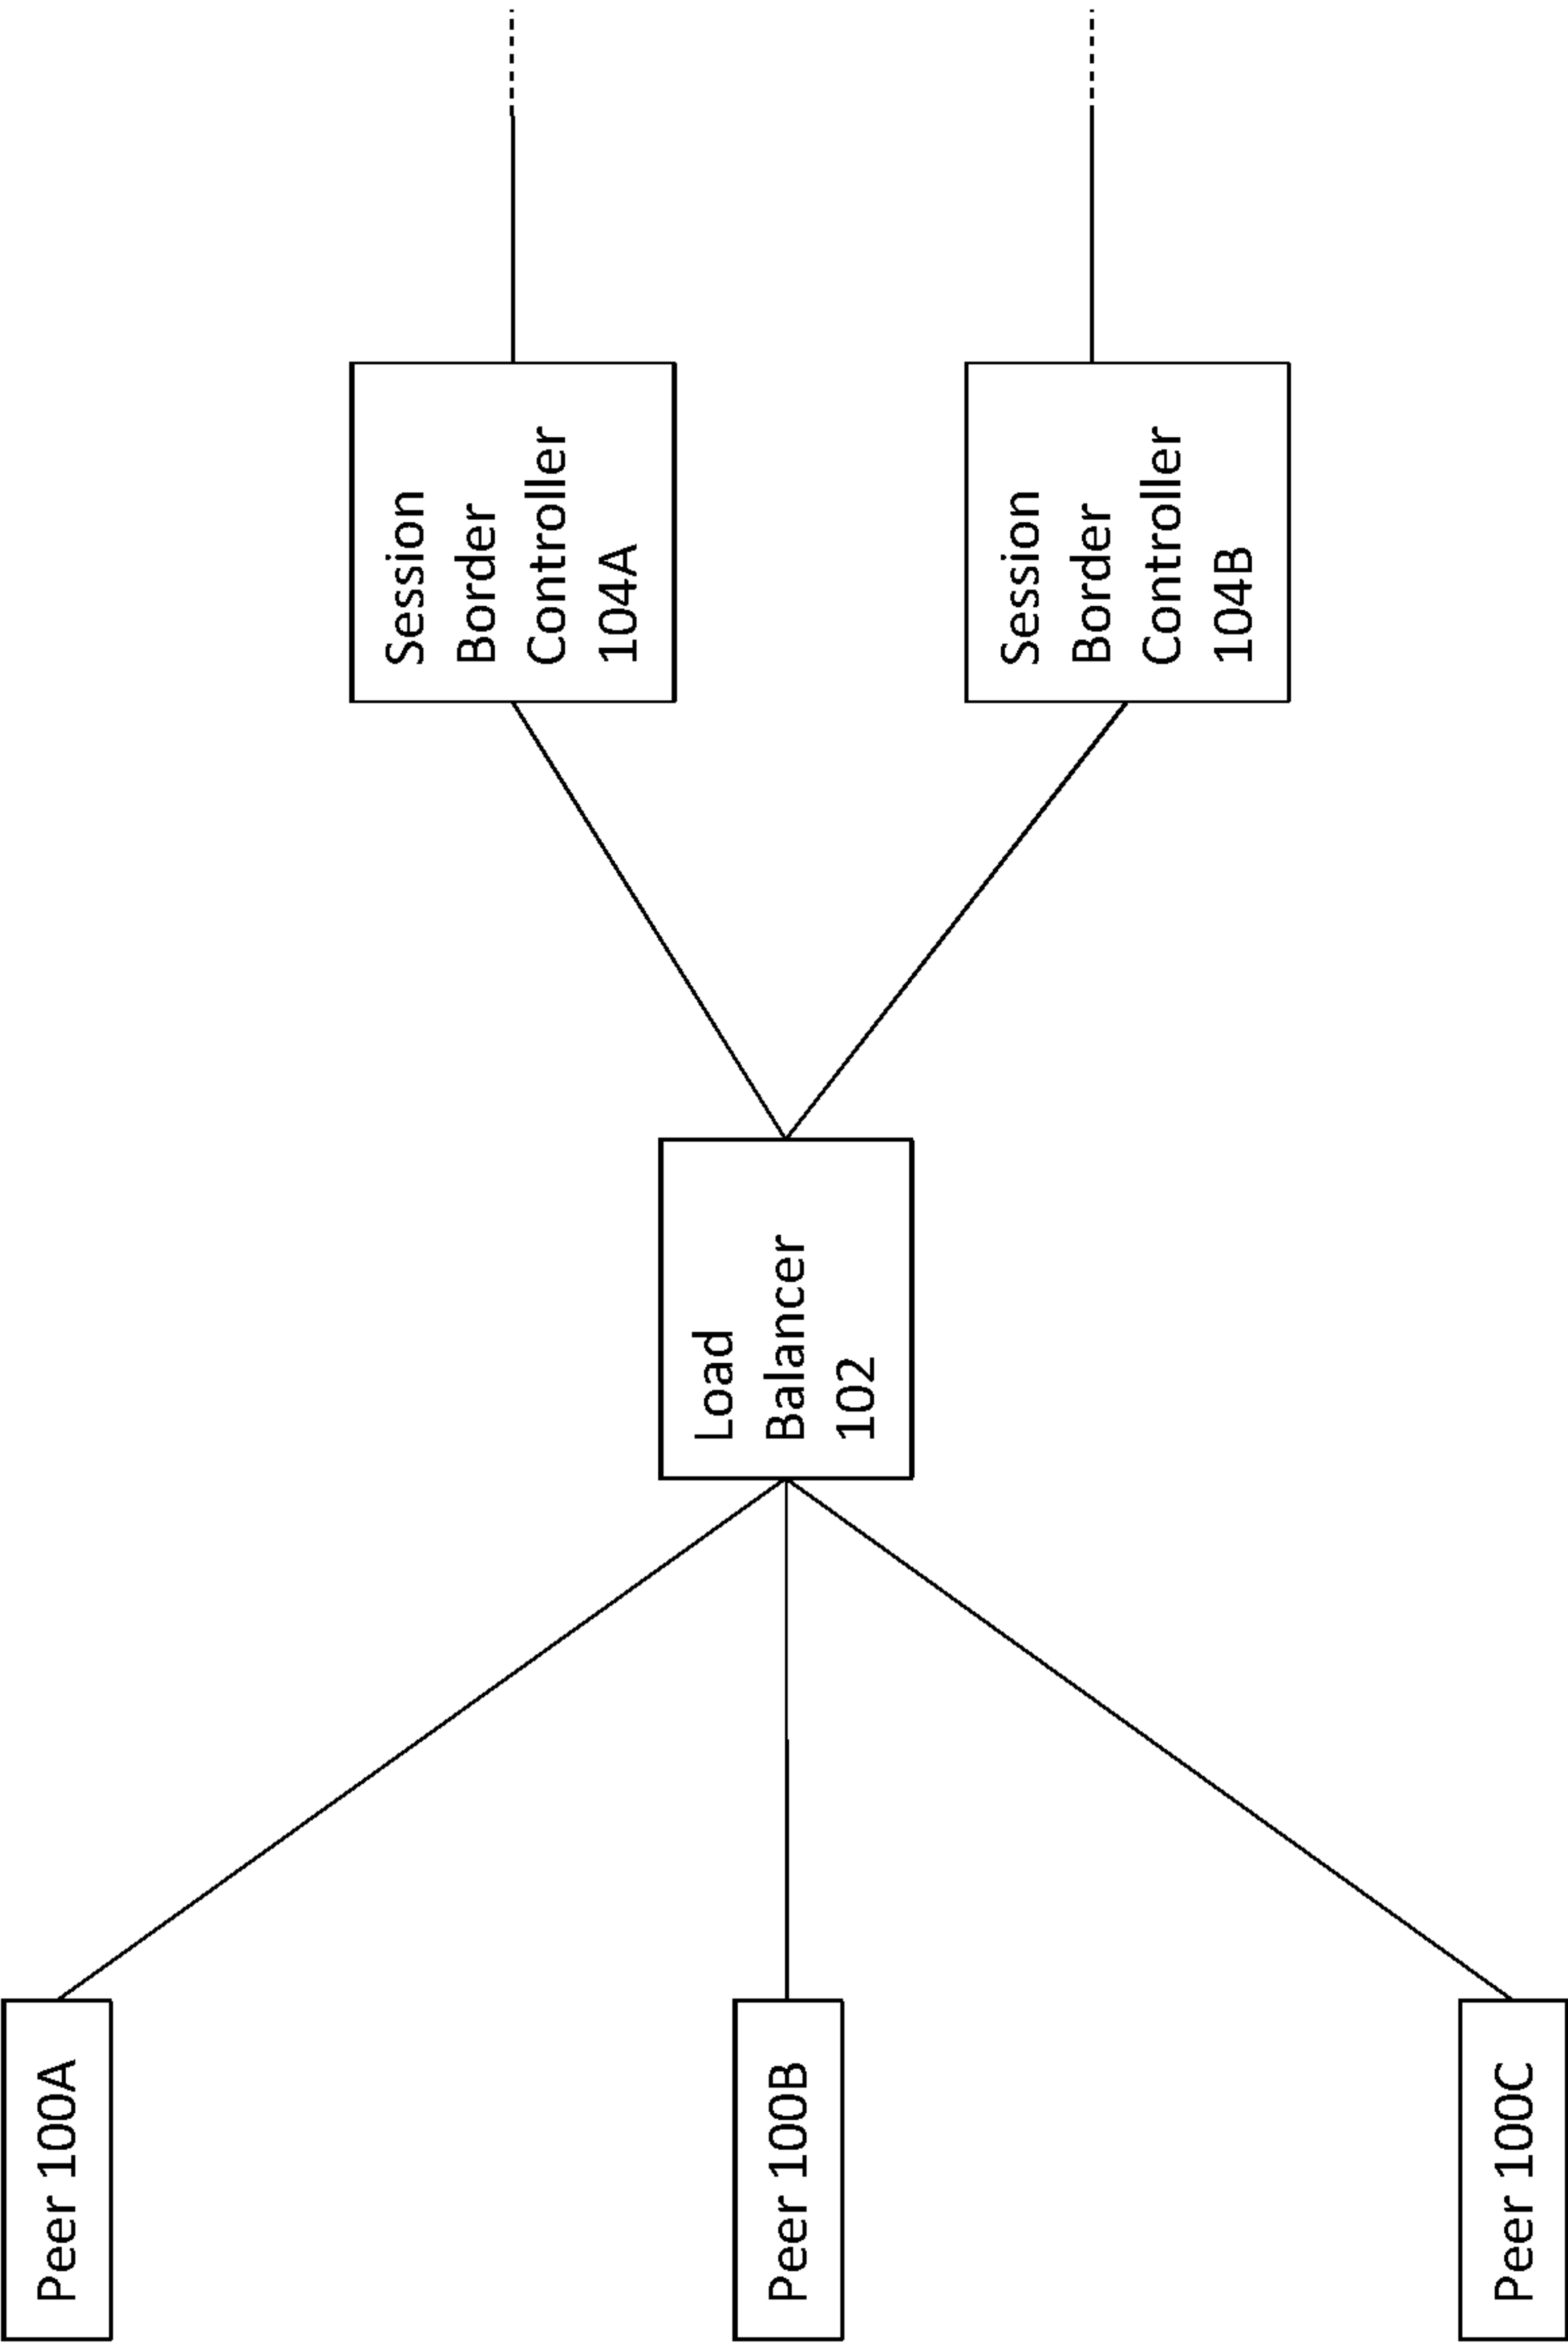 Peer 100A
Peer 100B
Peer 100C
Load
Balancer
102
Session
Border
Controller
104A
Session
Border
Controller
104B